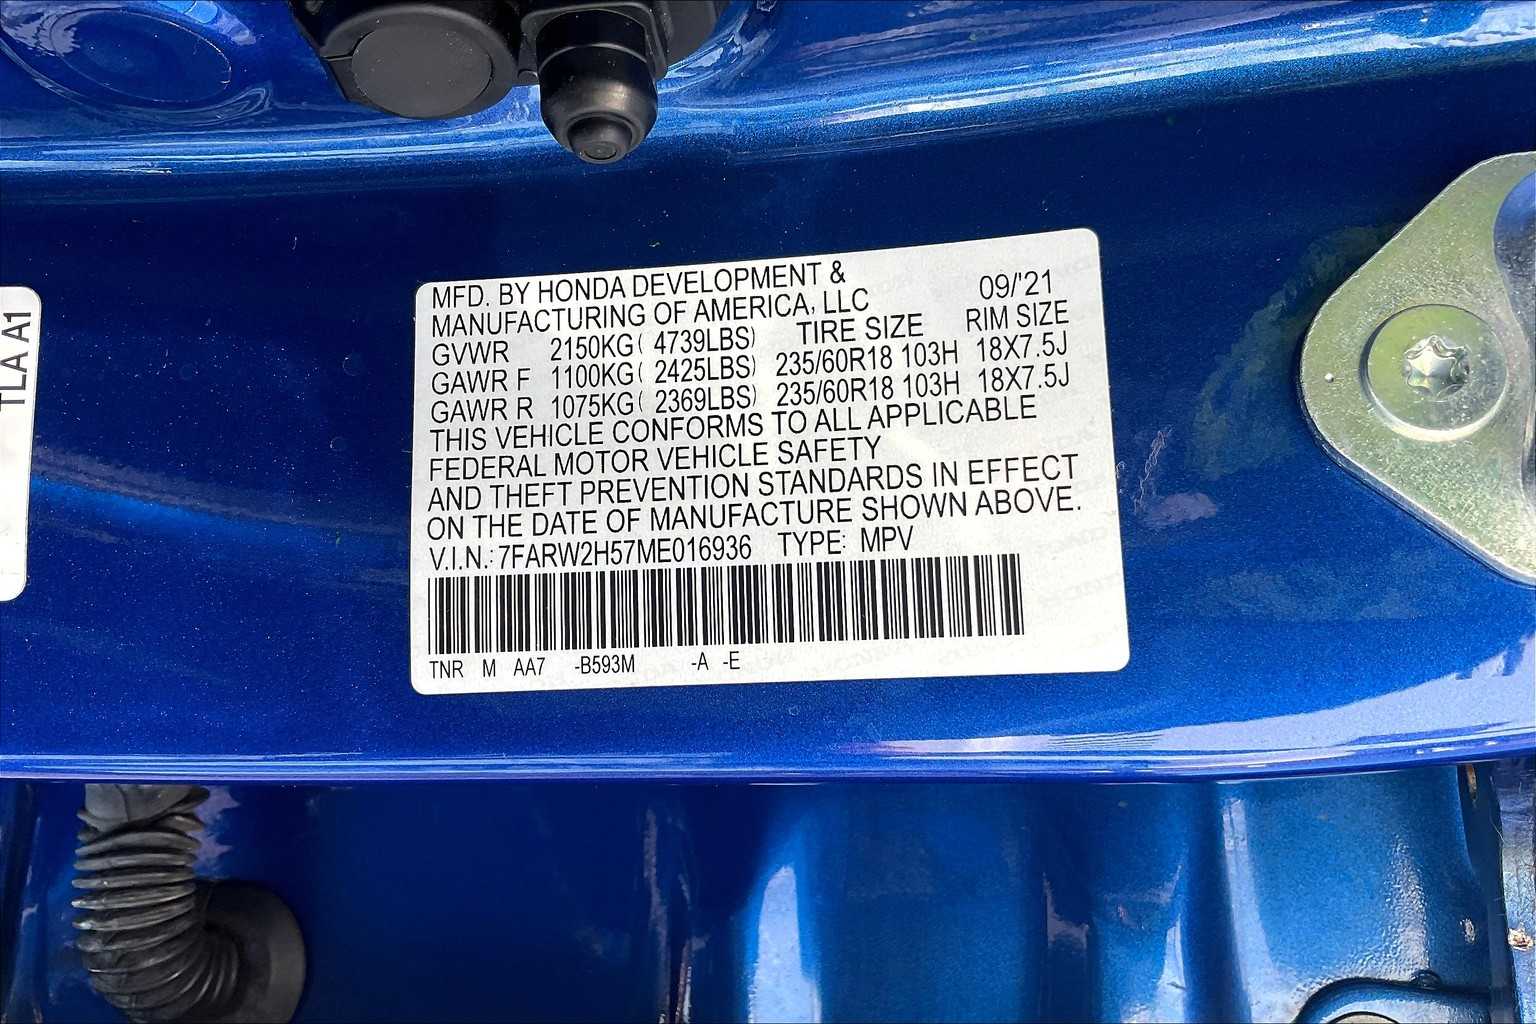 TLA A1
MFD. BY HONDA DEVELOPMENT &
MANUFACTURING OF AMERICA, LLC 09/'21
GVWR 2150KG( 4739LBS) TIRE SIZE RIM SIZE
GAWR F 1100KG( 2425LBS) 235/60R18 103H 18X7.5J
GAWR R 1075KG( 2369LBS) 235/60R18 103H 18X7.5J
THIS VEHICLE CONFORMS TO ALL APPLICABLE
FEDERAL MOTOR VEHICLE SAFETY
AND THEFT PREVENTION STANDARDS IN EFFECT
ON THE DATE OF MANUFACTURE SHOWN ABOVE.
V.I.N.: 7FARW2H57ME016936 TYPE: MPV
TNR M AA7 -B593M -A -E